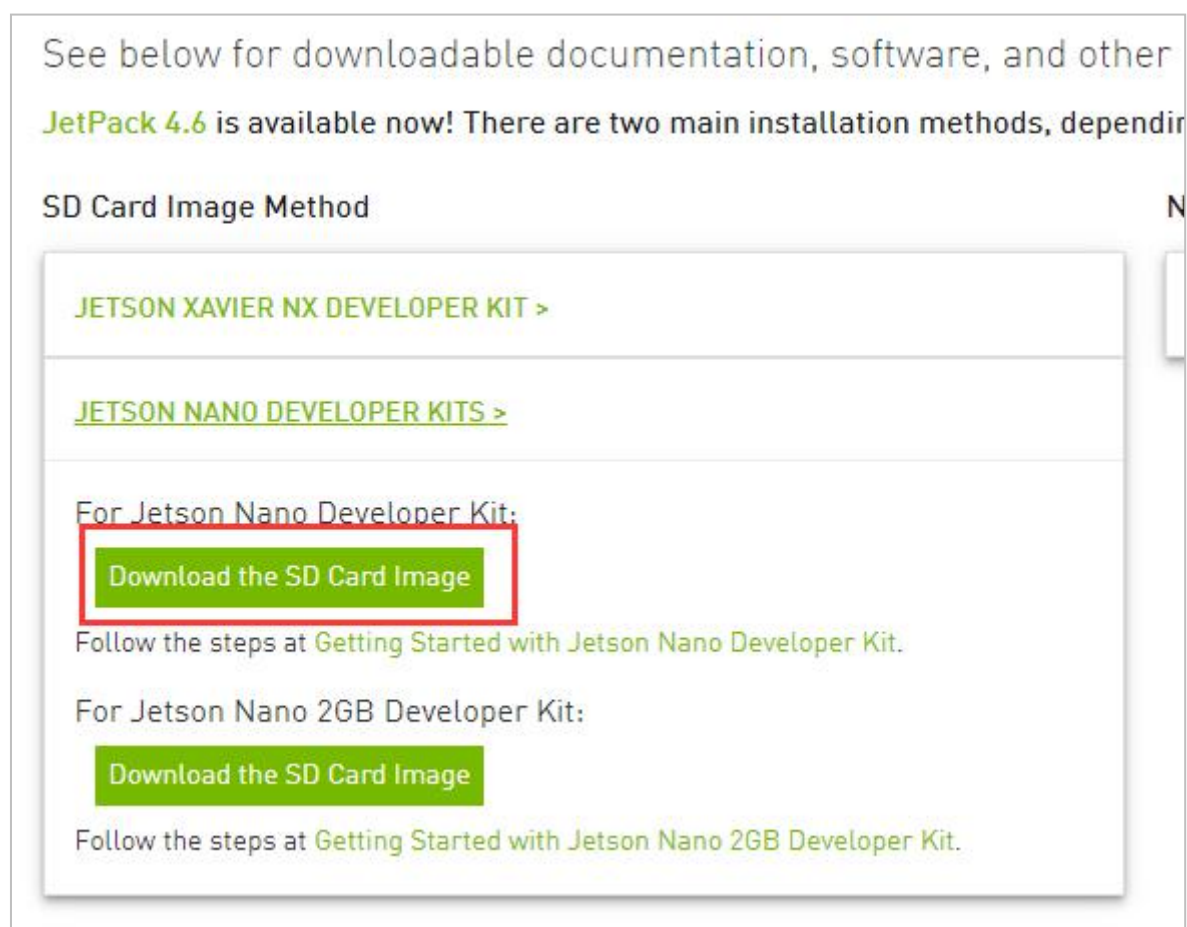 See below for downloadable documentation, software, and other
JetPack 4.6 is available now! There are two main installation methods,
SD Card Image Method
JETSON XAVIER NX DEVELOPER KIT >
JETSON NANO DEVELOPER KITS >
For Jetson Nano Developer Kit:
Download the SD Card Image
Follow the steps at Getting Started with Jetson Nano Developer Kit.
For Jetson Nano 2GB Developer Kit:
Download the SD Card Image
Follow the steps at Getting Started with Jetson Nano 2GB Developer Kit.